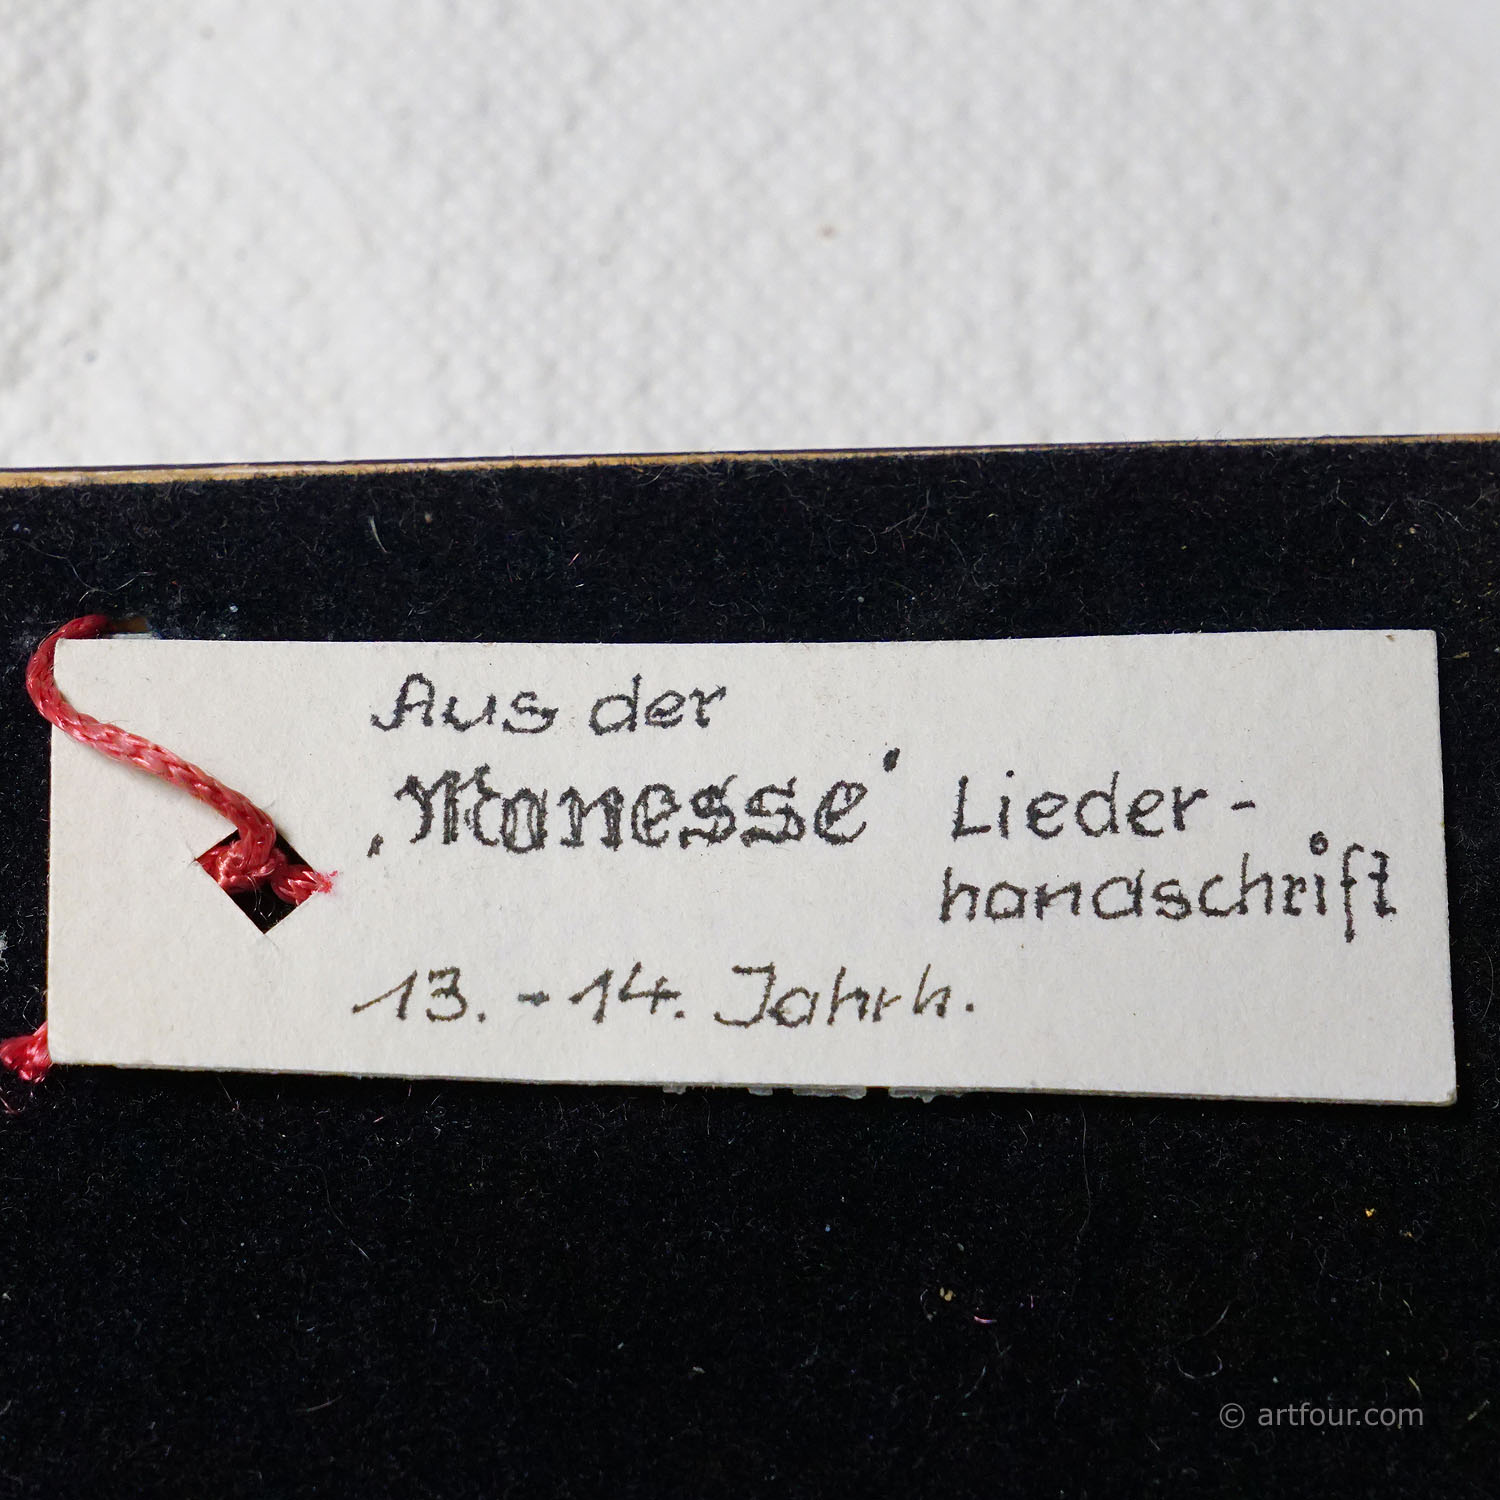 Aus der
‚Manesse' Lieder-
handschrift
13. - 14. Jahrh.
© artfour.com